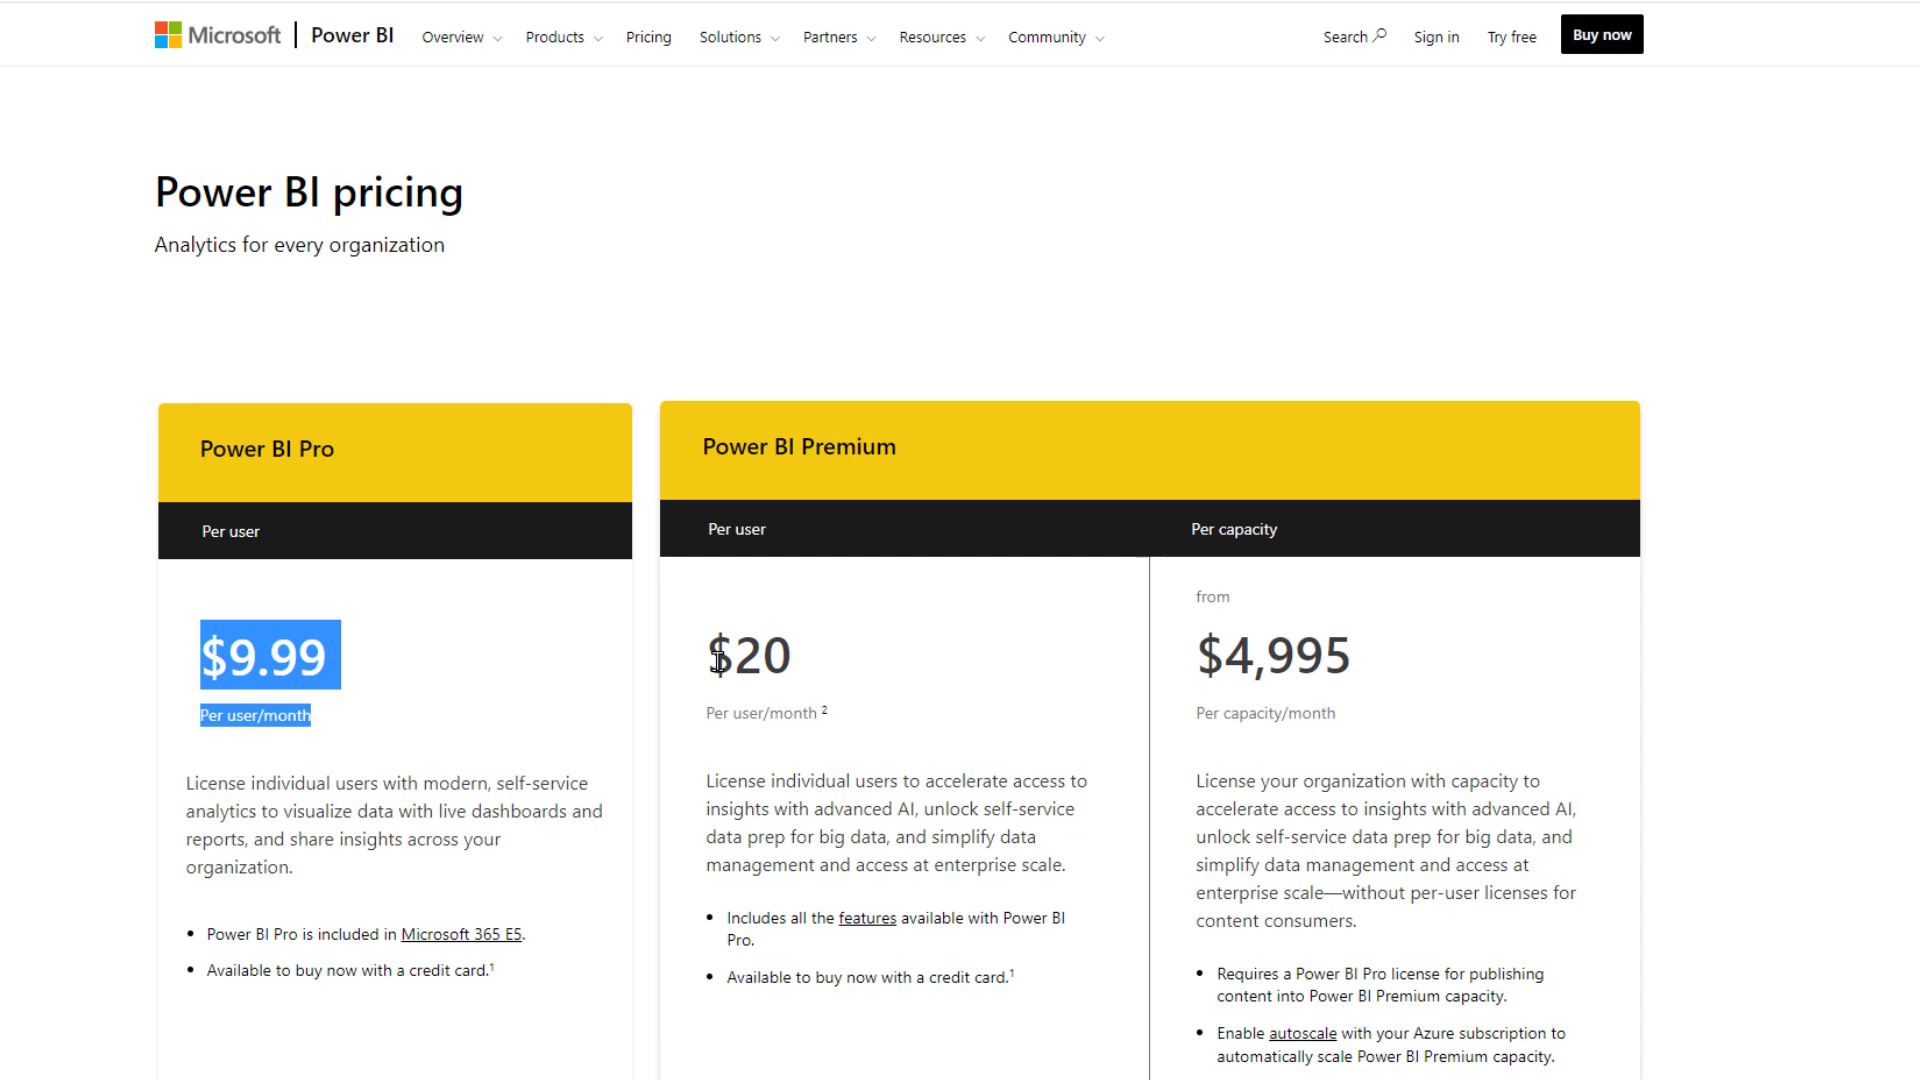 Microsoft | Power BI Overview Products Pricing Solutions Partners Resources Community Search Sign in Try free Buy now
Power BI pricing
Analytics for every organization
Power BI Pro
Per user
$9.99
Per user/month
License individual users with modern, self-service
analytics to visualize data with live dashboards and
reports, and share insights across your
organization.
• Power BI Pro is included in Microsoft 365 E5.
• Available to buy now with a credit card.¹
Power BI Premium
Per user
$20
Per user/month ²
License individual users to accelerate access to
insights with advanced AI, unlock self-service
data prep for big data, and simplify data
management and access at enterprise scale.
• Includes all the features available with Power BI
Pro.
• Available to buy now with a credit card.¹
Per capacity
from
$4,995
Per capacity/month
License your organization with capacity to
accelerate access to insights with advanced AI,
unlock self-service data prep for big data, and
simplify data management and access at
enterprise scale—without per-user licenses for
content consumers.
• Requires a Power BI Pro license for publishing
content into Power BI Premium capacity.
• Enable autoscale with your Azure subscription to
automatically scale Power BI Premium capacity.